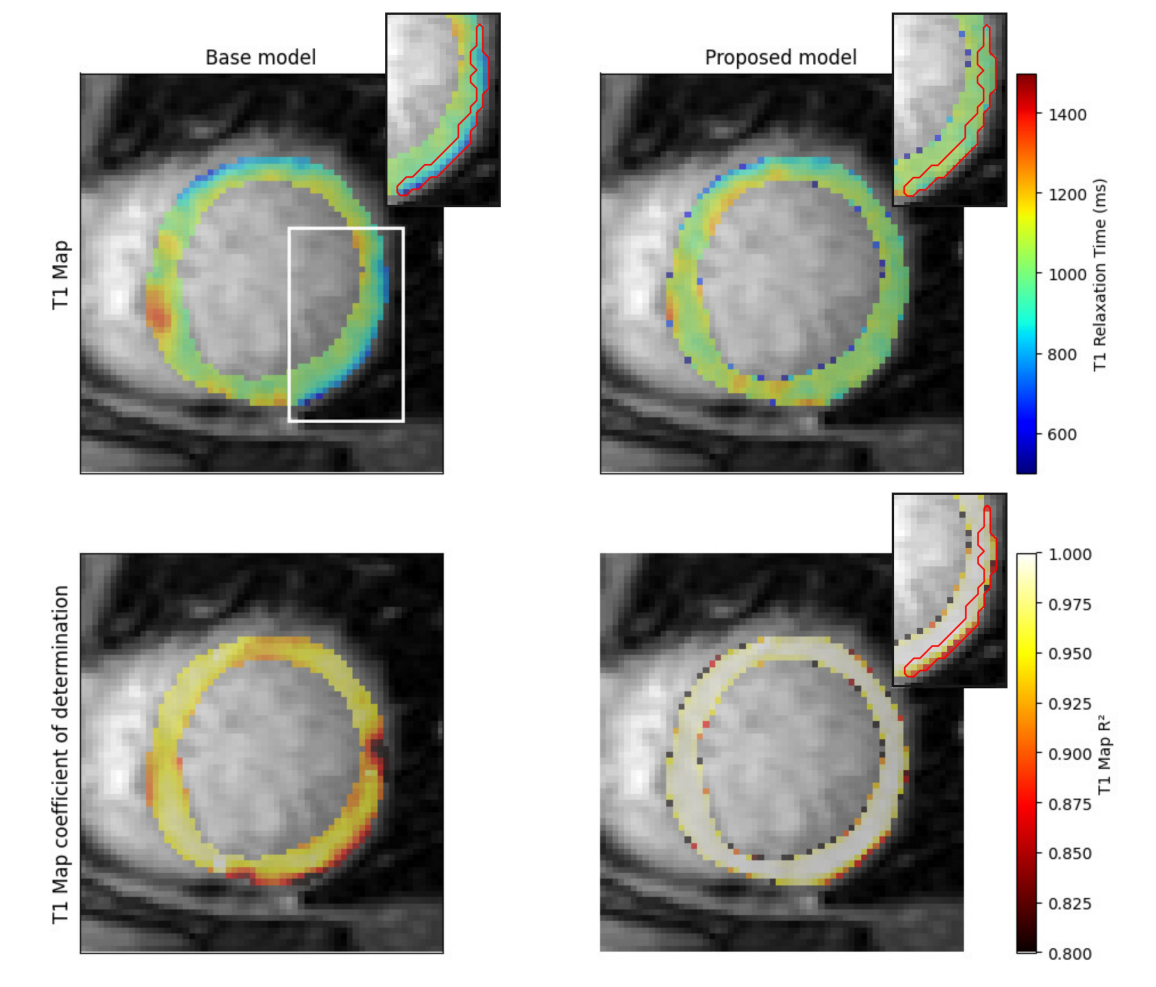 Base model
Proposed model
T1 Map
1400
1200
1000
800
600
T1 Relaxation Time (ms)
T1 Map coefficient of determination
1.000
0.975
0.950
0.925
0.900
0.875
0.850
0.825
0.800
T1 Map R²